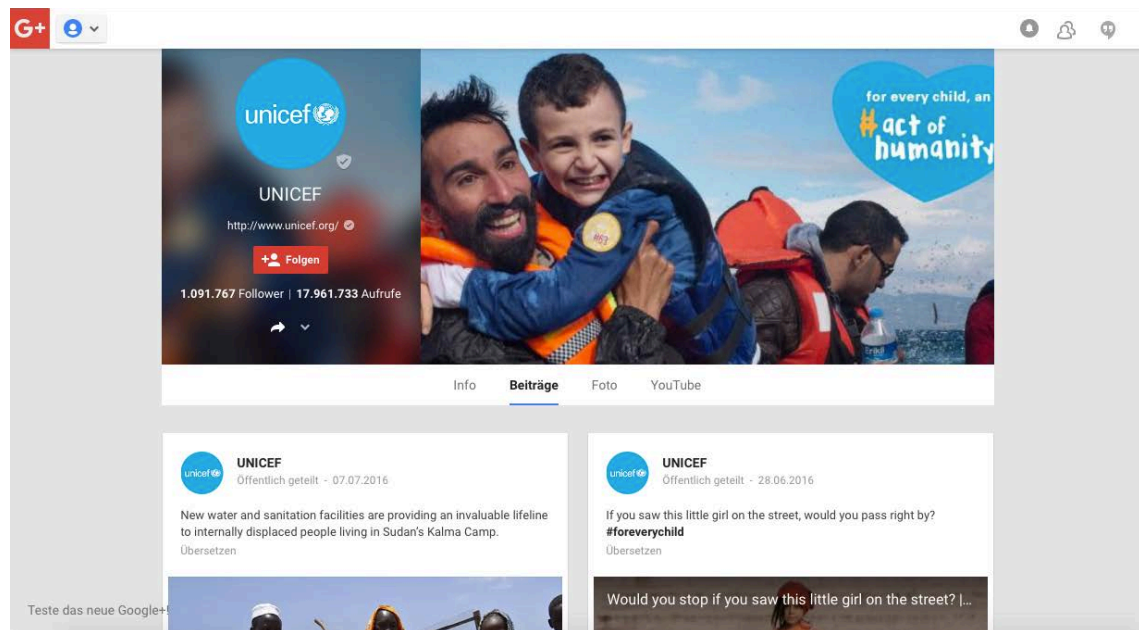 G+
unicef
UNICEF
http://www.unicef.org/
Folgen
1.091.767 Follower | 17.961.733 Aufrufe
for every child, an
#act of
humanity
Erikli
Info Beiträge Foto YouTube
unicef
UNICEF
Öffentlich geteilt - 07.07.2016
New water and sanitation facilities are providing an invaluable lifeline
to internally displaced people living in Sudan's Kalma Camp.
Übersetzen
unicef
UNICEF
Öffentlich geteilt - 28.06.2016
If you saw this little girl on the street, would you pass right by?
#foreverychild
Übersetzen
Would you stop if you saw this little girl on the street? |...
Teste das neue Google+!